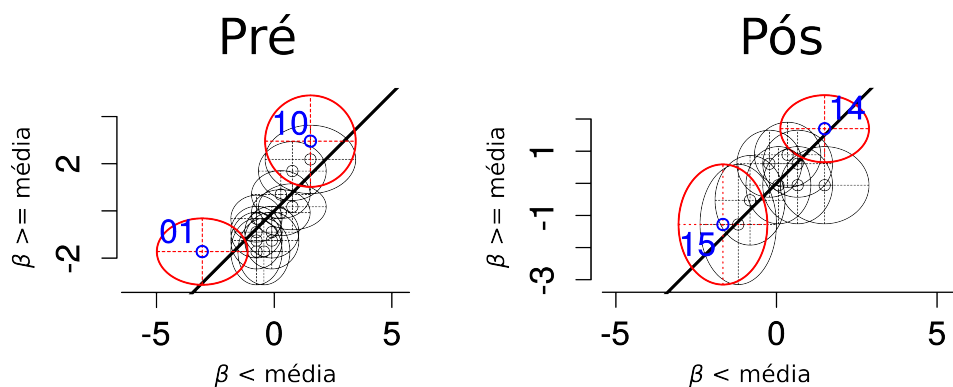 Pré
Pós
10
01
β >= média
2
-2
-5
0
5
β < média
14
15
β >= média
1
-1
-3
-5
0
5
β < média